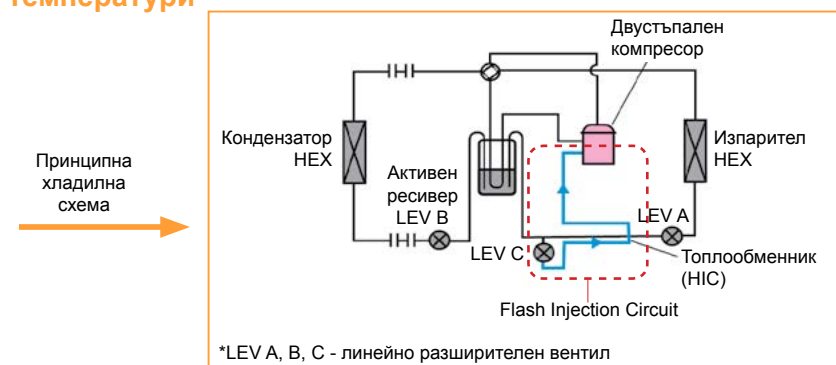 температури
Двустъпален
компресор
Кондензатор
HEX
Изпарител
HEX
Принципна
хладилна
схема
Активен
ресивер
LEV B
LEV A
LEV C
Топлообменник
(HIC)
Flash Injection Circuit
*LEV A, B, C - линейно разширителен вентил